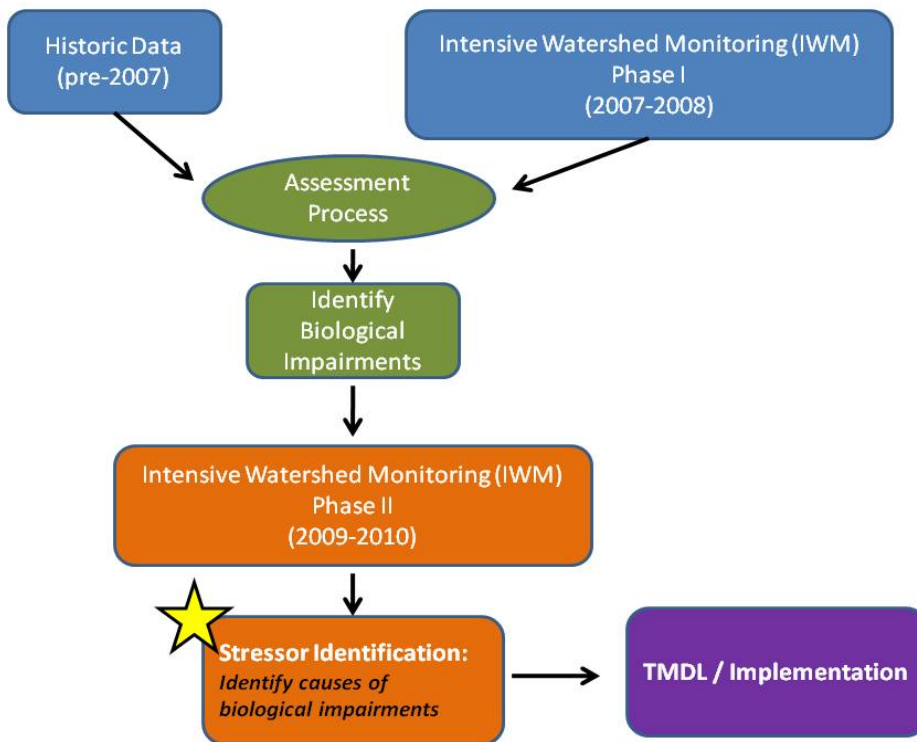 Historic Data
(pre-2007)
Intensive Watershed Monitoring (IWM)
Phase I
(2007-2008)
Assessment
Process
Identify
Biological
Impairments
Intensive Watershed Monitoring (IWM)
Phase II
(2009-2010)
Stressor Identification:
Identify causes of
biological impairments
TMDL / Implementation